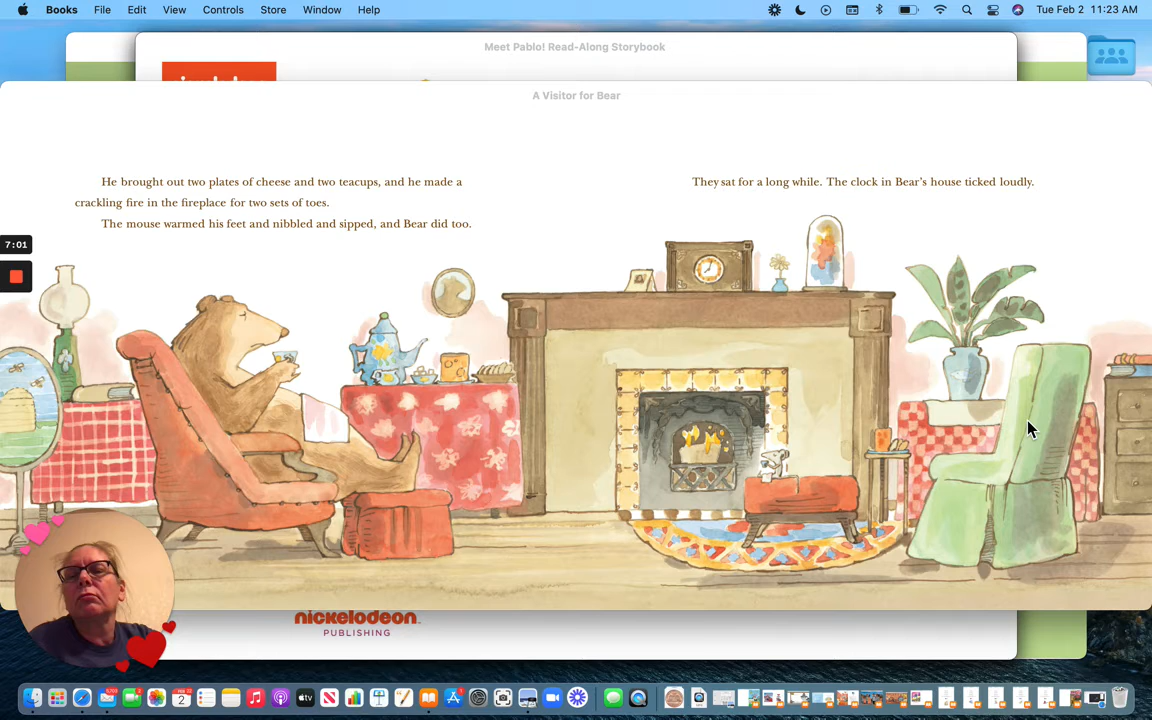 Books File Edit View Controls Store Window Help Tue Feb 2 11:23 AM
Meet Pablo! Read-Along Storybook
A Visitor for Bear
He brought out two plates of cheese and two teacups, and he made a
crackling fire in the fireplace for two sets of toes.
The mouse warmed his feet and nibbled and sipped, and Bear did too.
They sat for a long while. The clock in Bear's house ticked loudly.
7:01
nickelodeon
PUBLISHING